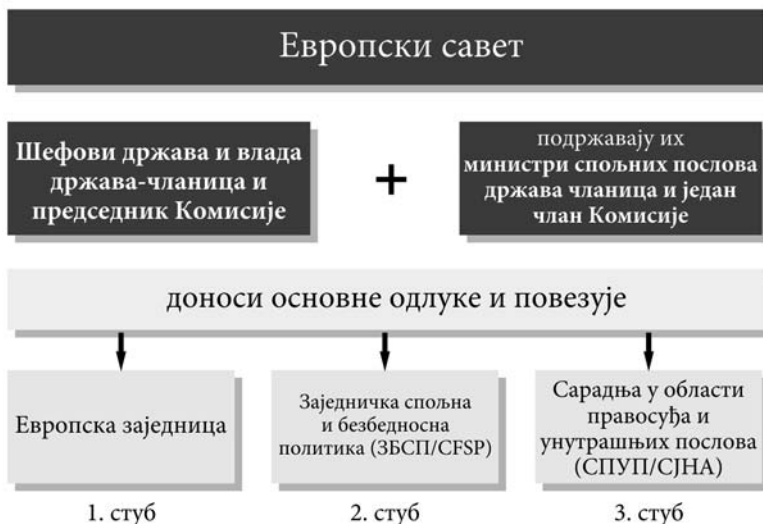 Европски савет
Шефови држава и влада
држава-чланица и
председник Комисије
+
подржавају их
министри спољних послова
држава чланица и један
члан Комисије
доноси основне одлуке и повезује
Европска заједница
Заједничка спољна
и безбедносна
политика (ЗБСП/CFSP)
Сарадња у области
правосуђа и
унутрашњих послова
(СПУП/CJHA)
1. стуб
2. стуб
3. стуб